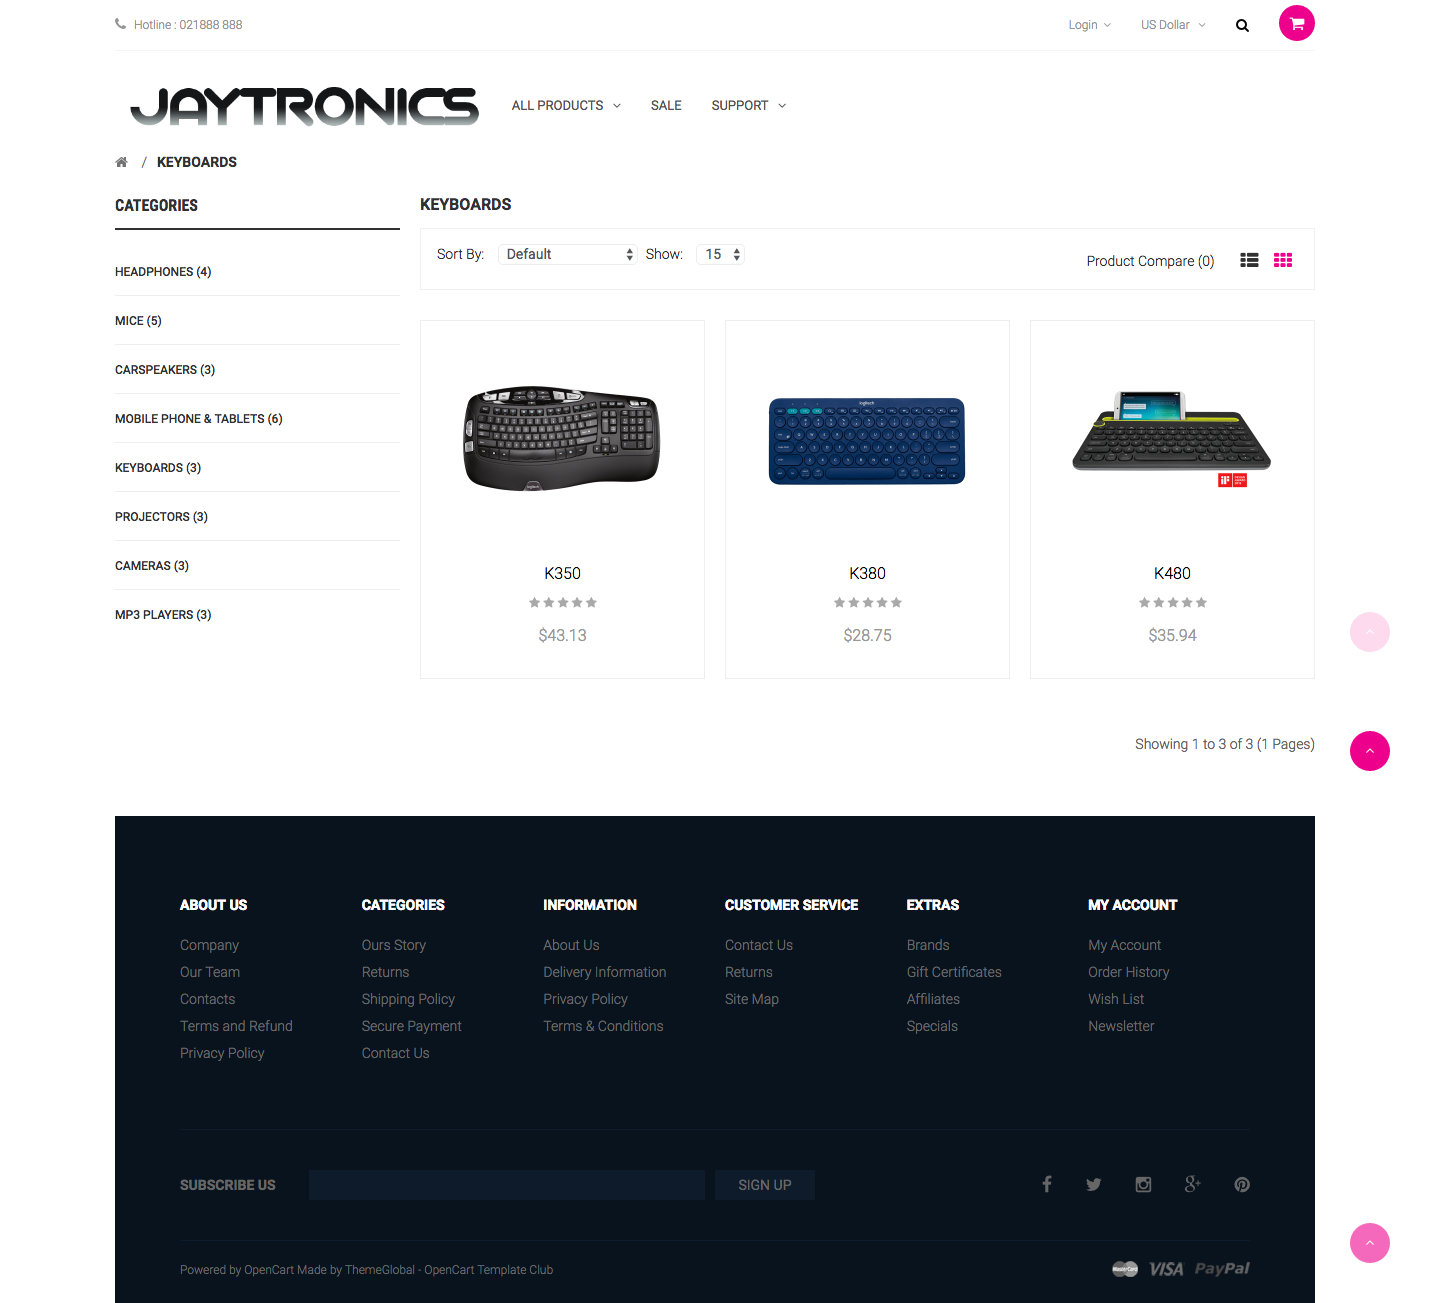 Hotline : 021888 888
Login
US Dollar
JAYTRONICS
ALL PRODUCTS
SALE
SUPPORT
/ KEYBOARDS
CATEGORIES
HEADPHONES (4)
MICE (5)
CARSPEAKERS (3)
MOBILE PHONE & TABLETS (6)
KEYBOARDS (3)
PROJECTORS (3)
CAMERAS (3)
MP3 PLAYERS (3)
KEYBOARDS
Sort By: Default Show: 15
Product Compare (0)
K350
$43.13
logitech
K380
$28.75
K480
$35.94
Showing 1 to 3 of 3 (1 Pages)
ABOUT US
Company
Our Team
Contacts
Terms and Refund
Privacy Policy
CATEGORIES
Ours Story
Returns
Shipping Policy
Secure Payment
Contact Us
INFORMATION
About Us
Delivery Information
Privacy Policy
Terms & Conditions
CUSTOMER SERVICE
Contact Us
Returns
Site Map
EXTRAS
Brands
Gift Certificates
Affiliates
Specials
MY ACCOUNT
My Account
Order History
Wish List
Newsletter
SUBSCRIBE US
SIGN UP
Powered by OpenCart Made by ThemeGlobal - OpenCart Template Club
MasterCard VISA PayPal